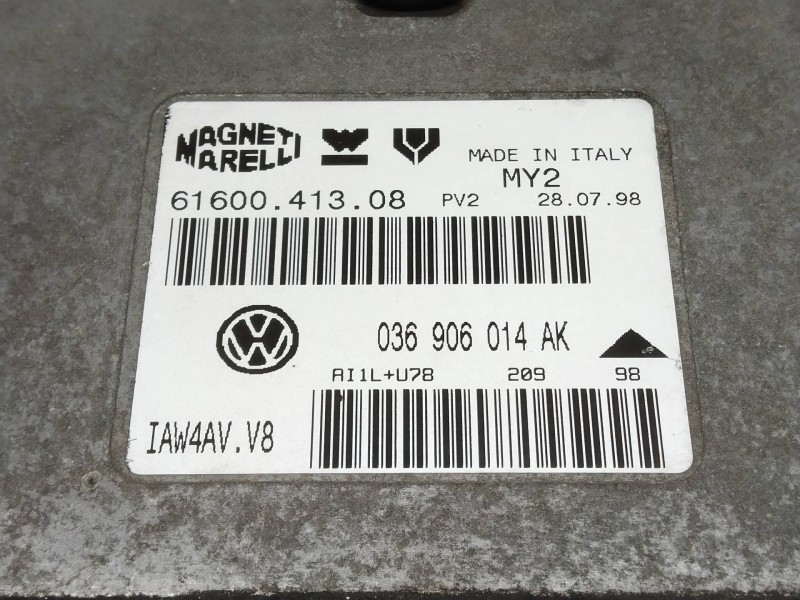 MAGNETI
MARELLI
MADE IN ITALY
MY2
61600.413.08 PV2 28.07.98
VW
036 906 014 AK
AI1L+U78 209 98
IAW4AV.V8